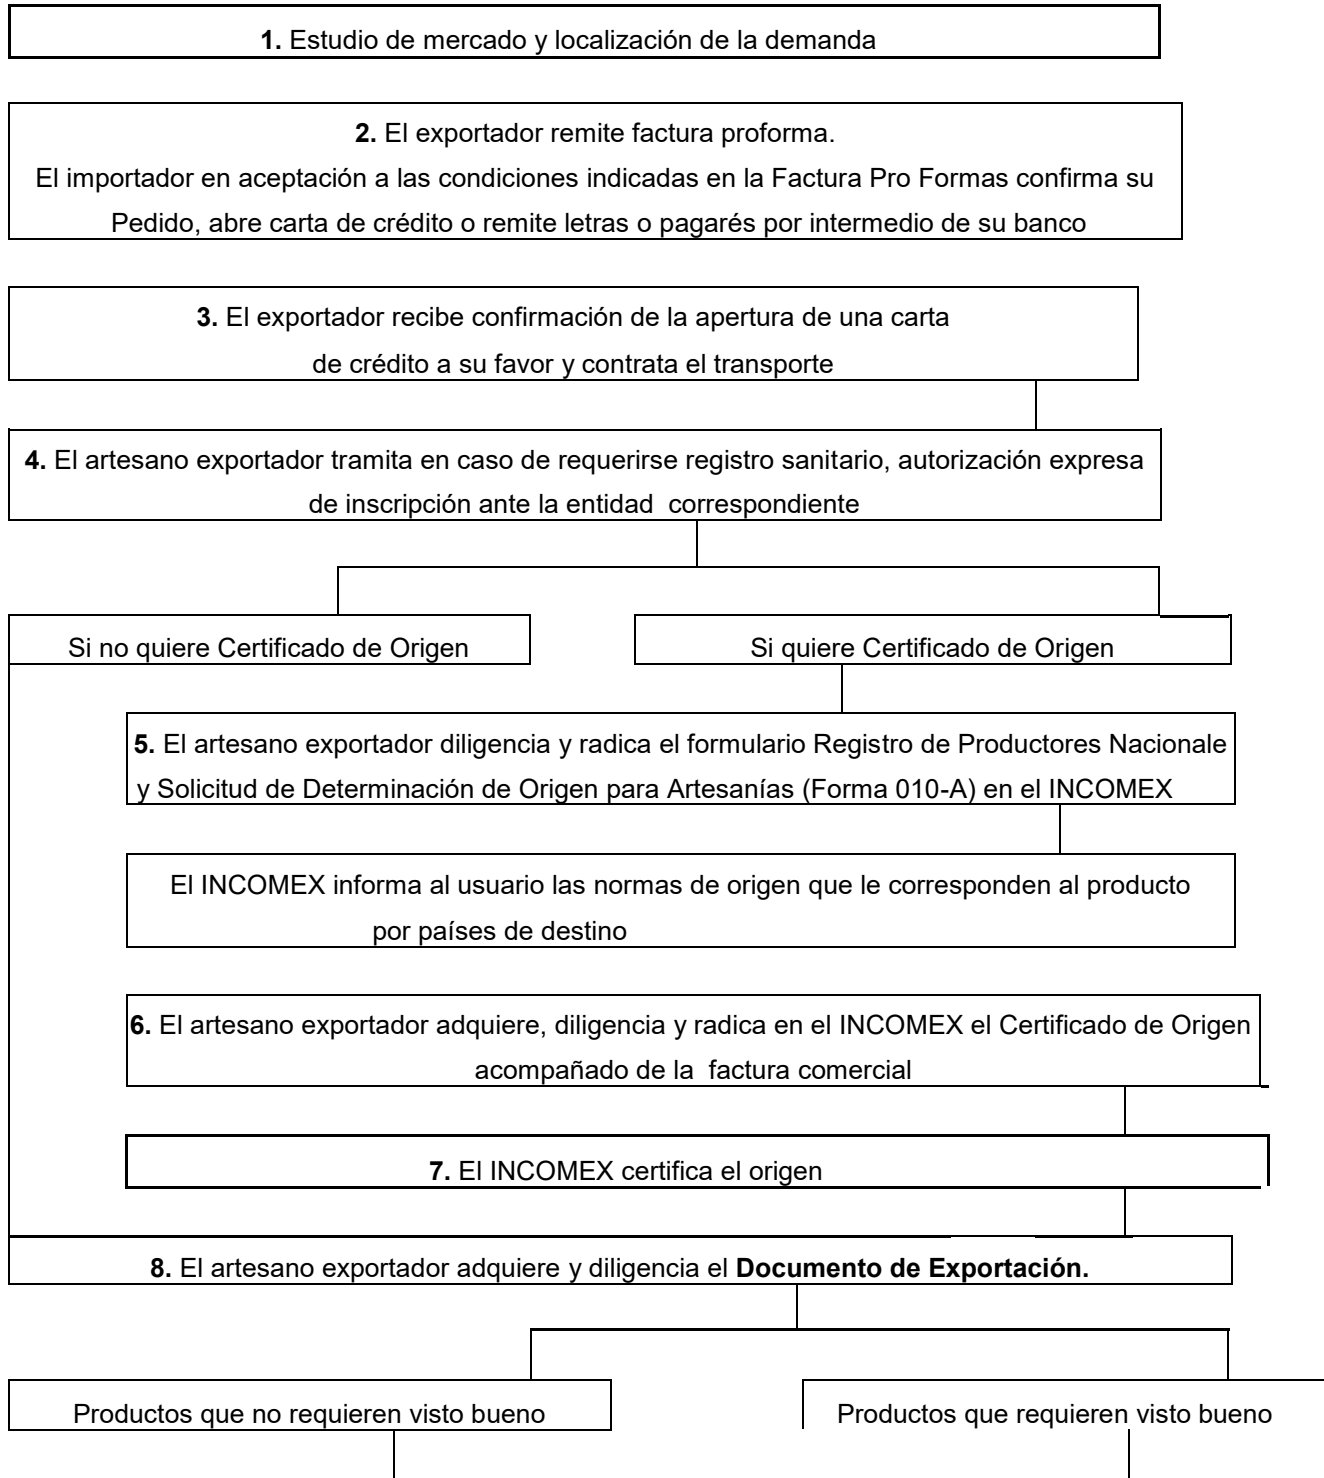 1. Estudio de mercado y localización de la demanda
2. El exportador remite factura proforma.
El importador en aceptación a las condiciones indicadas en la Factura Pro Formas confirma su
Pedido, abre carta de crédito o remite letras o pagarés por intermedio de su banco
3. El exportador recibe confirmación de la apertura de una carta
de crédito a su favor y contrata el transporte
4. El artesano exportador tramita en caso de requerirse registro sanitario, autorización expresa
de inscripción ante la entidad correspondiente
Si no quiere Certificado de Origen
Si quiere Certificado de Origen
5. El artesano exportador diligencia y radica el formulario Registro de Productores Nacionale
y Solicitud de Determinación de Origen para Artesanías (Forma 010-A) en el INCOMEX
El INCOMEX informa al usuario las normas de origen que le corresponden al producto
por países de destino
6. El artesano exportador adquiere, diligencia y radica en el INCOMEX el Certificado de Origen
acompañado de la factura comercial
7. El INCOMEX certifica el origen
8. El artesano exportador adquiere y diligencia el Documento de Exportación.
Productos que no requieren visto bueno
Productos que requieren visto bueno